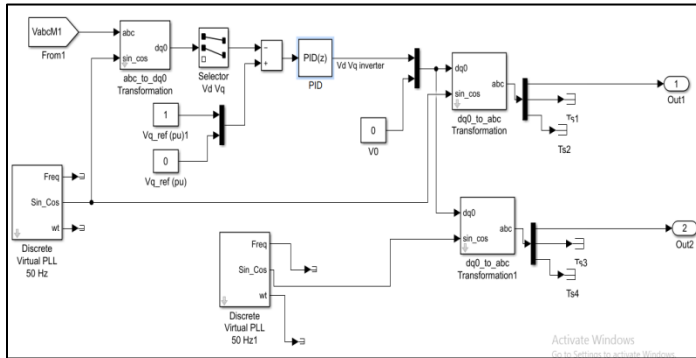 VabcM1
From1
abc
sin_cos
dq0
abc_to_dq0
Transformation
Selector
Vd Vq
−
+
PID(z)
PID
Vd Vq inverter
1
Vq_ref (pu)1
0
Vq_ref (pu)
0
V0
dq0
sin_cos
abc
dq0_to_abc
Transformation
Ts1
Ts2
1
Out1
Freq
Sin_Cos
wt
Discrete
Virtual PLL
50 Hz
Freq
Sin_Cos
wt
Discrete
Virtual PLL
50 Hz1
dq0
sin_cos
abc
dq0_to_abc
Transformation1
Ts3
Ts4
2
Out2
Activate Windows
Go to Settings to activate Windows.